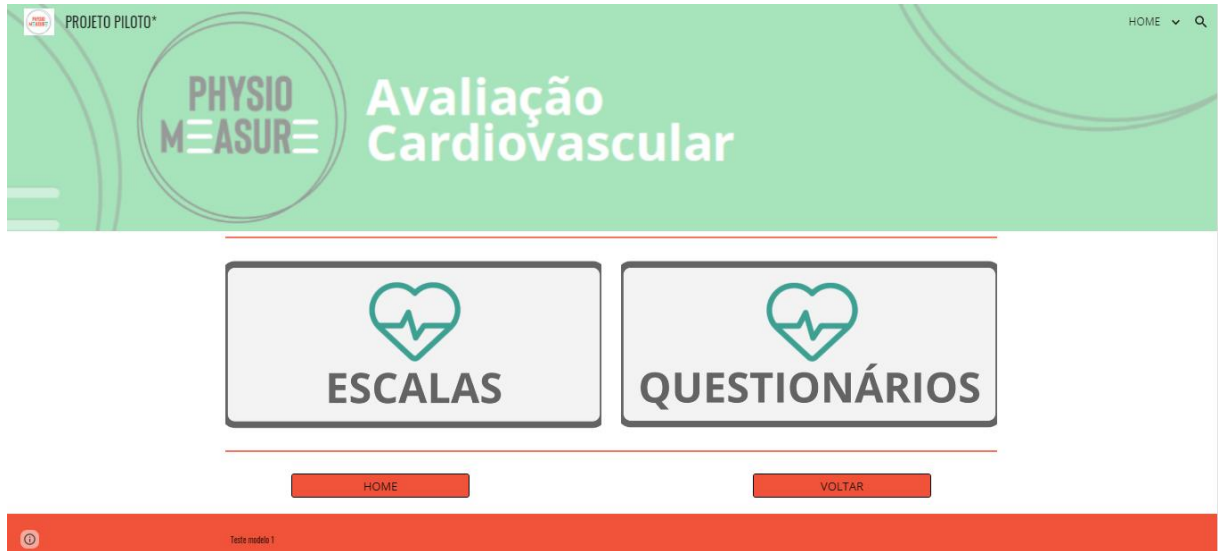 PROJETO PILOTO*
HOME
PHYSIO
MEASURE
Avaliação
Cardiovascular
ESCALAS
QUESTIONÁRIOS
HOME
VOLTAR
Teste modelo 1